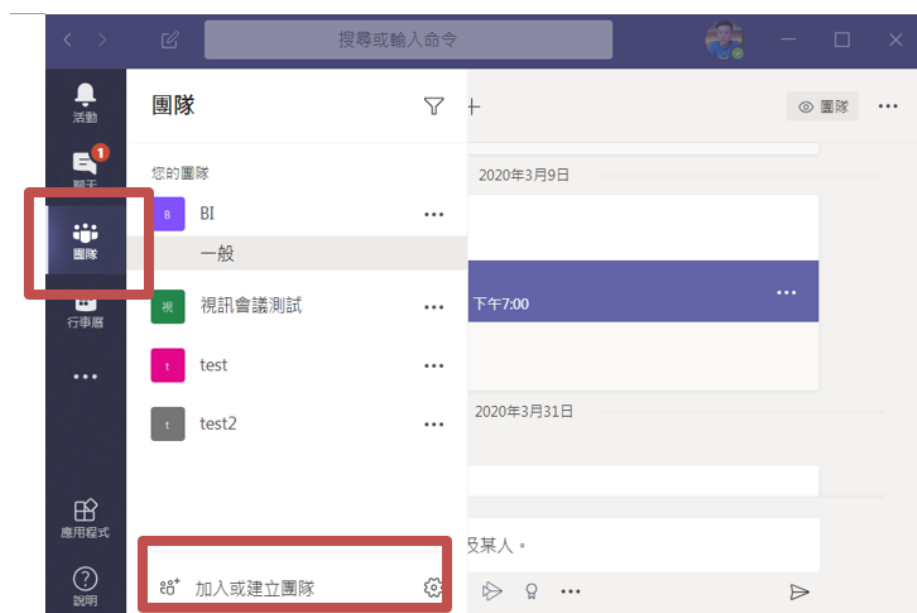 搜尋或輸入命令
活動
團隊
團隊
1
聊天
您的團隊
2020年3月9日
B
BI
團隊
一般
下午7:00
視
視訊會議測試
行事曆
t
test
2020年3月31日
t
test2
應用程式
及某人。
加入或建立團隊
說明